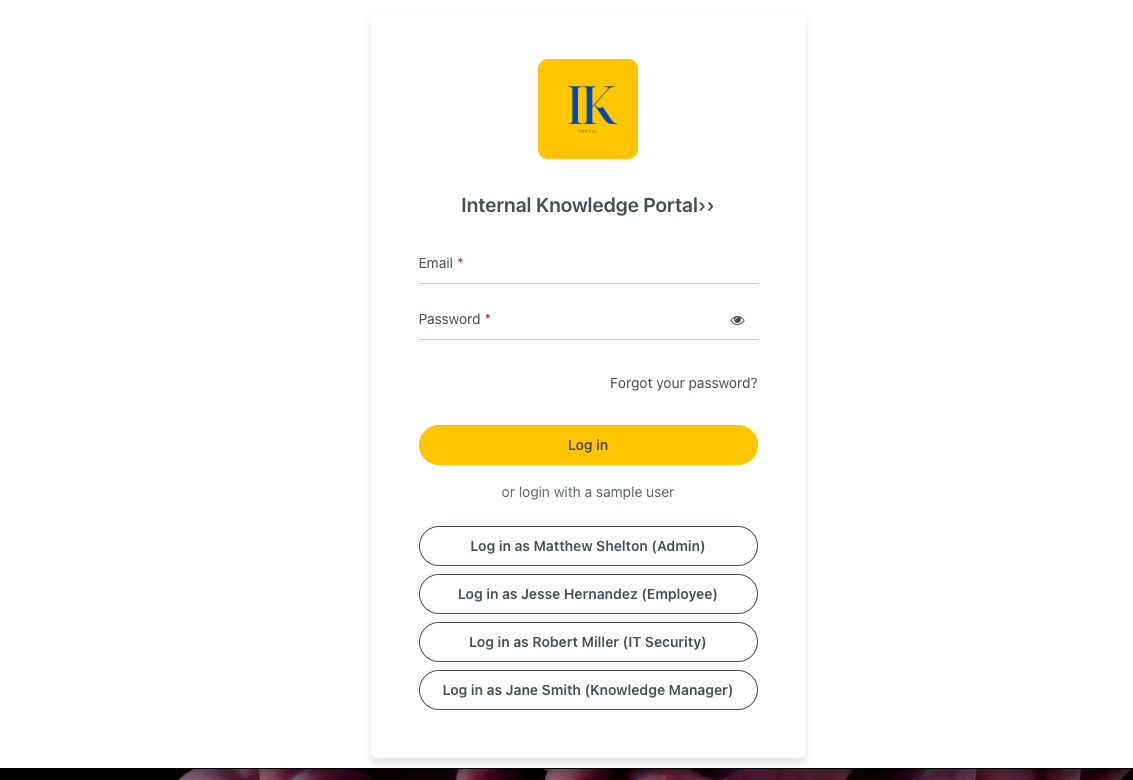 IK
PORTAL
Internal Knowledge Portal››
Email *
Password *
Forgot your password?
Log in
or login with a sample user
Log in as Matthew Shelton (Admin)
Log in as Jesse Hernandez (Employee)
Log in as Robert Miller (IT Security)
Log in as Jane Smith (Knowledge Manager)